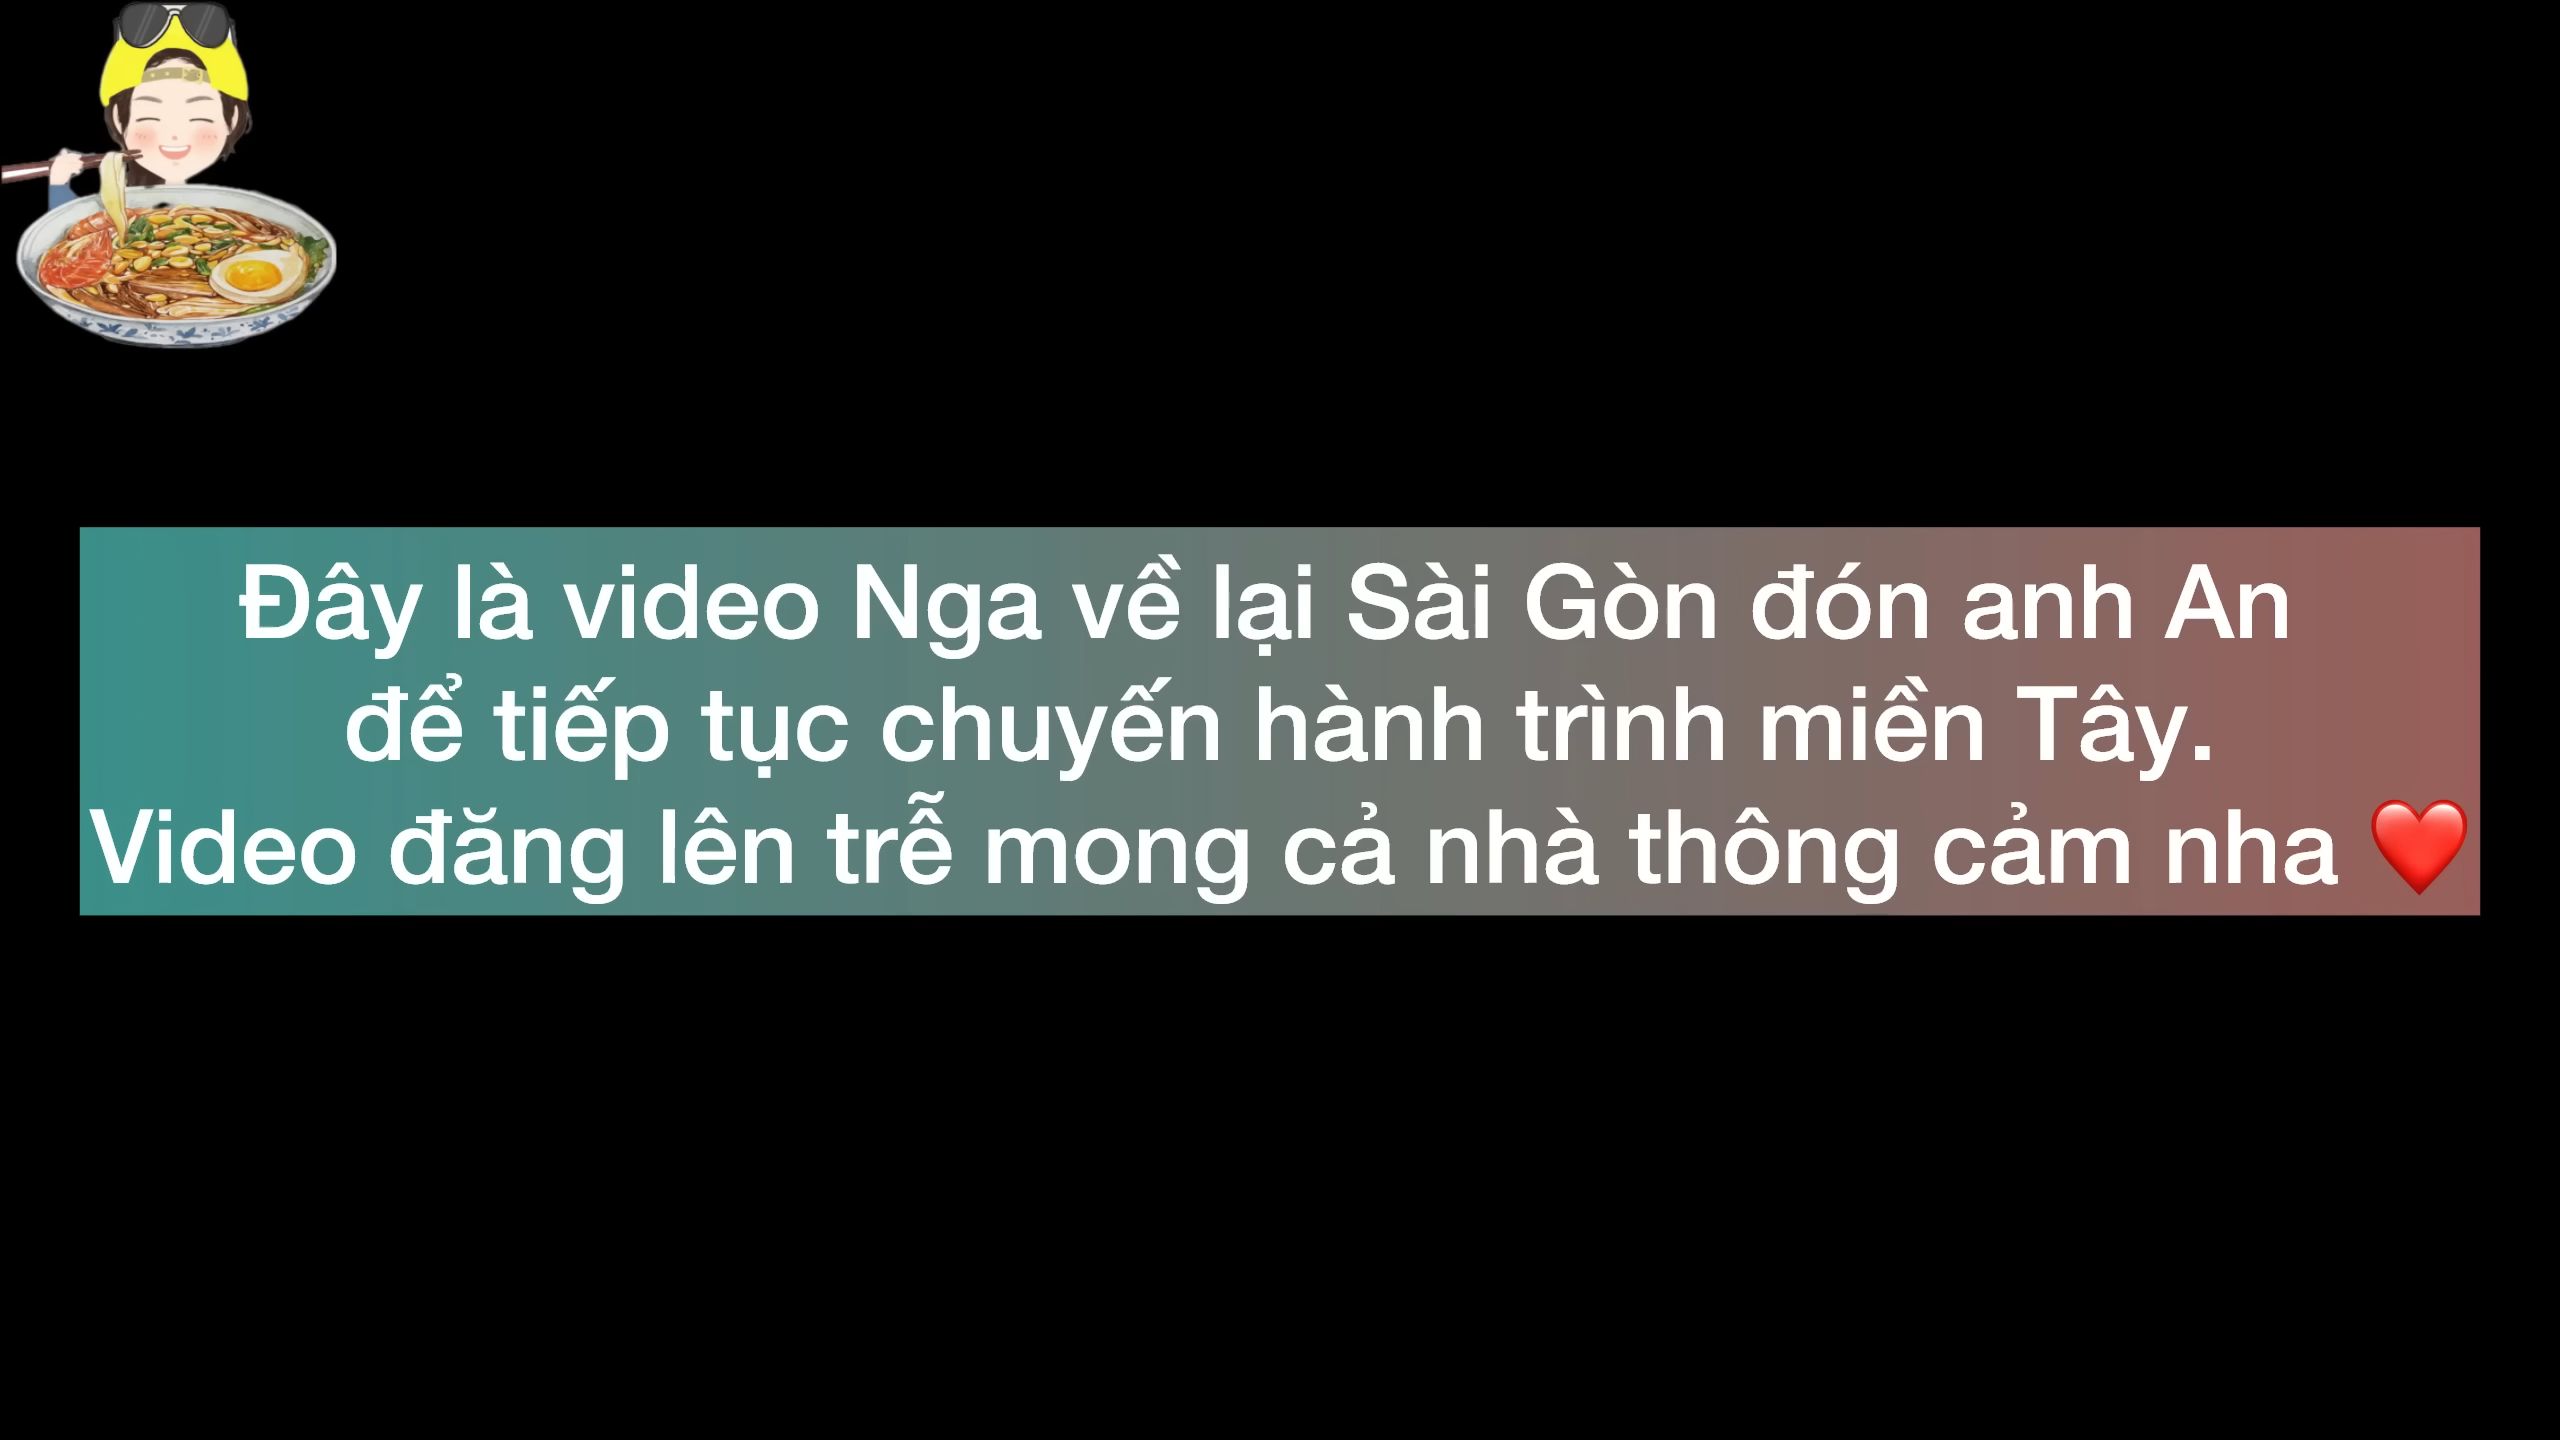 Đây là video Nga về lại Sài Gòn đón anh An
để tiếp tục chuyến hành trình miền Tây.
Video đăng lên trễ mong cả nhà thông cảm nha ❤️